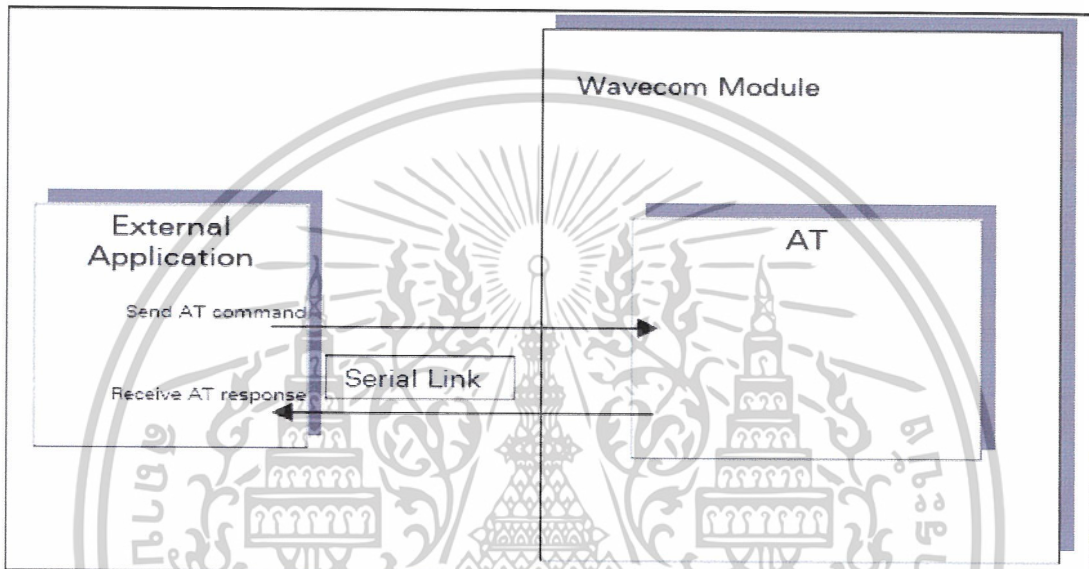 Wavecom Module
External
Application
AT
Send AT command
Serial Link
Receive AT response